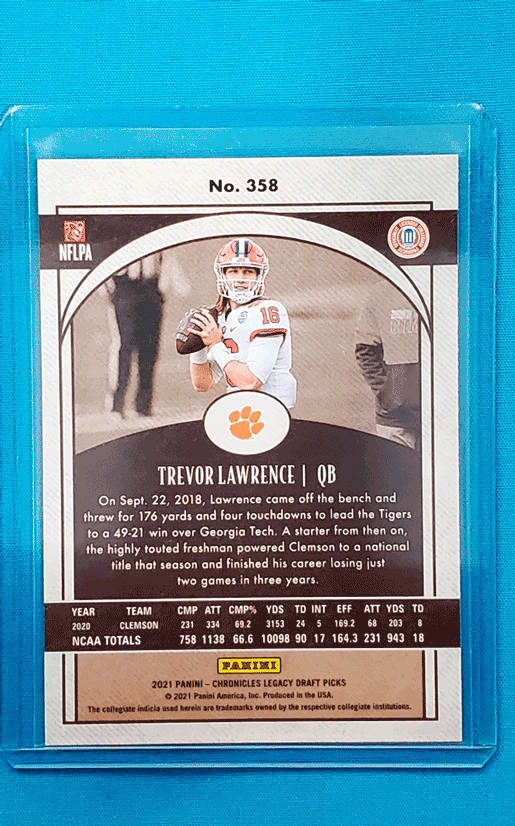 No. 358
NFLPA
16
TREVOR LAWRENCE | QB
On Sept. 22, 2018, Lawrence came off the bench and
threw for 176 yards and four touchdowns to lead the Tigers
to a 49-21 win over Georgia Tech. A starter from then on,
the highly touted freshman powered Clemson to a national
title that season and finished his career losing just
two games in three years.
YEAR TEAM CMP ATT CMP% YDS TD INT EFF ATT YDS TD
2020 CLEMSON 231 334 69.2 3153 24 5 169.2 68 203 8
NCAA TOTALS 758 1138 66.6 10098 90 17 164.3 231 943 18
PANINI
2021 PANINI – CHRONICLES LEGACY DRAFT PICKS
© 2021 Panini America, Inc. Produced in the USA.
The collegiate indicia used herein are trademarks owned by the respective collegiate institutions.